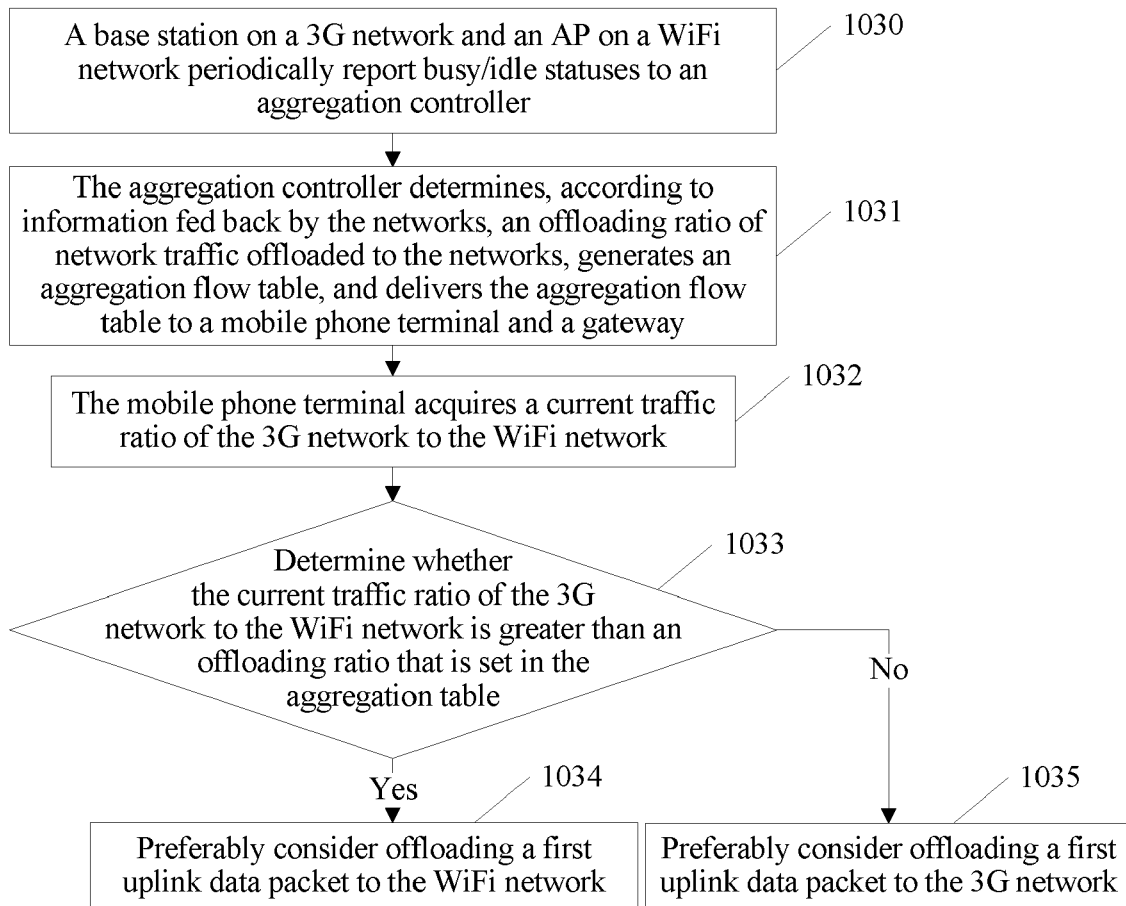 A base station on a 3G network and an AP on a WiFi
network periodically report busy/idle statuses to an
aggregation controller
1030
The aggregation controller determines, according to
information fed back by the networks, an offloading ratio of
network traffic offloaded to the networks, generates an
aggregation flow table, and delivers the aggregation flow
table to a mobile phone terminal and a gateway
1031
The mobile phone terminal acquires a current traffic
ratio of the 3G network to the WiFi network
1032
Determine whether
the current traffic ratio of the 3G
network to the WiFi network is greater than an
offloading ratio that is set in the
aggregation table
1033
No
Yes
1034
Preferably consider offloading a first
uplink data packet to the WiFi network
1035
Preferably consider offloading a first
uplink data packet to the 3G network